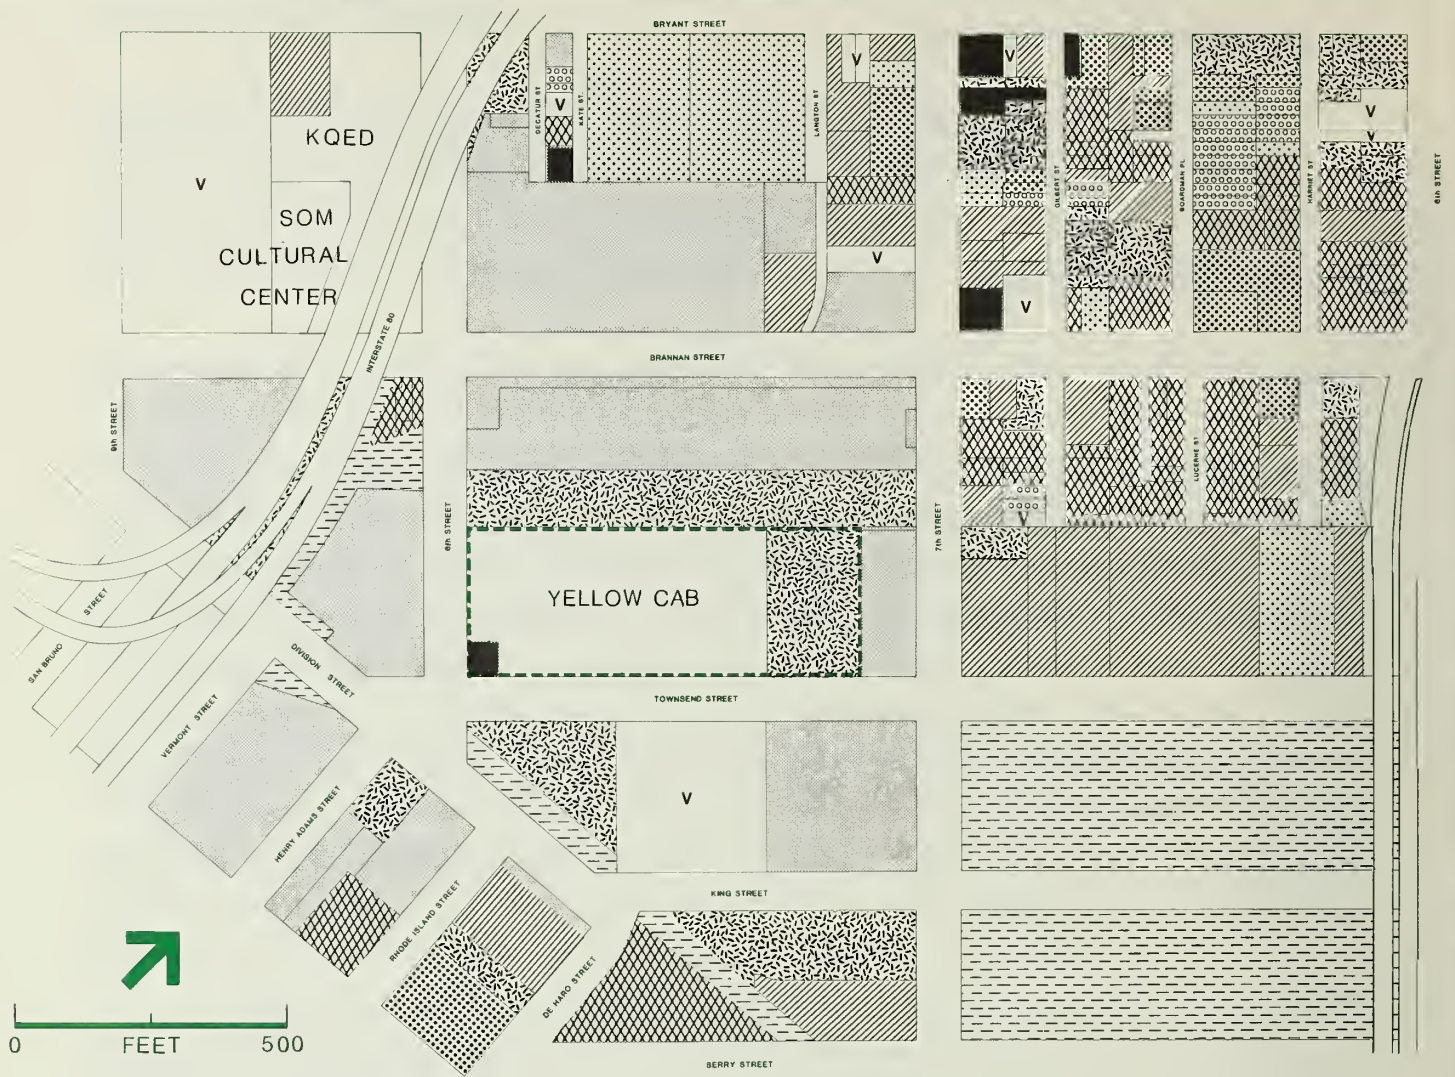 BRYANT STREET
V
KQED
SOM
CULTURAL
CENTER
DECATUR ST
KATE ST.
V
LANGTON ST
V
V
V
V
GILBERT ST
BOARDMAN PL
HARRIET ST
V
V
6th STREET
INTERSTATE 80
BRANNAN STREET
9th STREET
8th STREET
7th STREET
LUCERNE ST
V
YELLOW CAB
SAN BRUNO
STREET
DIVISION
STREET
VERMONT STREET
TOWNSEND STREET
V
HENRY ADAMS STREET
KING STREET
RHODE ISLAND STREET
DE HARO STREET
BERRY STREET
0 FEET 500